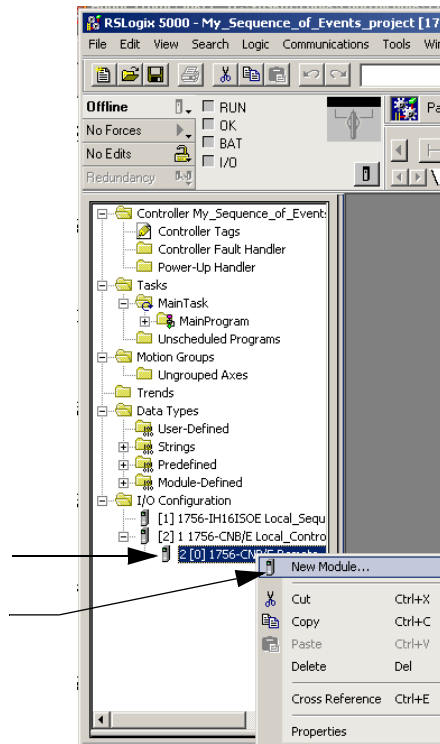 RSLogix 5000 - My_Sequence_of_Events_project [17
File Edit View Search Logic Communications Tools
Offline
RUN
No Forces
OK
BAT
No Edits
I/O
Redundancy
Controller My_Sequence_of_Event
Controller Tags
Controller Fault Handler
Power-Up Handler
Tasks
MainTask
MainProgram
Unscheduled Programs
Motion Groups
Ungrouped Axes
Trends
Data Types
User-Defined
Strings
Predefined
Module-Defined
I/O Configuration
[1] 1756-IH16ISOE Local_Sequ
[2] 1 1756-CNB/E Local_Contro
2 [0] 1756-CNB/E Remote
New Module...
Cut Ctrl+X
Copy Ctrl+C
Paste Ctrl+V
Delete Del
Cross Reference Ctrl+E
Properties